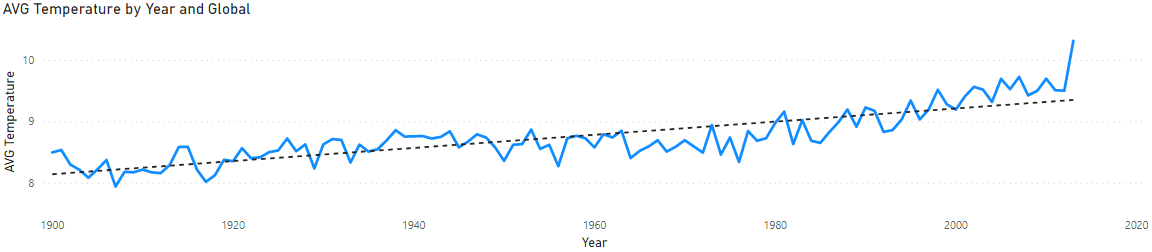 AVG Temperature by Year and Global
10
9
8
AVG Temperature
1900 1920 1940 1960 1980 2000 2020
Year